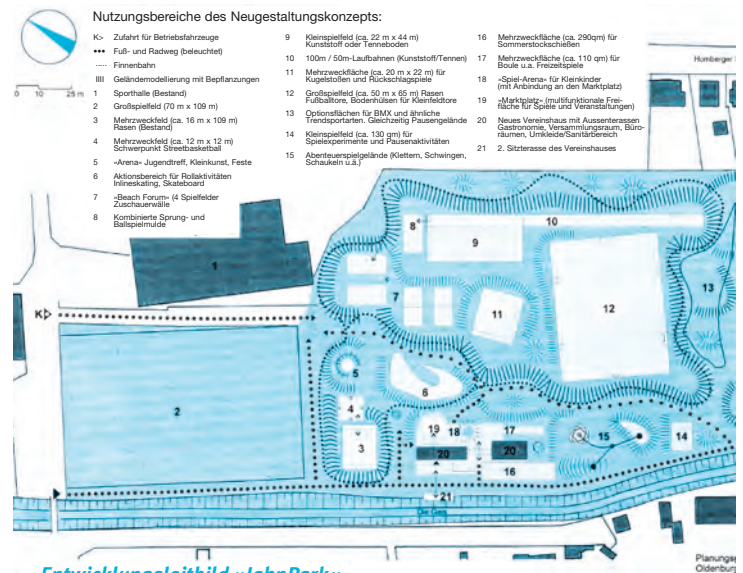 Nutzungsbereiche des Neugestaltungskonzepts:
K> Zufahrt für Betriebsfahrzeuge
••• Fuß- und Radweg (beleuchtet)
····· Finnenbahn
IIII Geländemodellierung mit Bepflanzungen
1 Sporthalle (Bestand)
2 Großspielfeld (70 m x 109 m)
3 Mehrzweckfeld (ca. 16 m x 109 m)
Rasen (Bestand)
4 Mehrzweckfeld (ca. 12 m x 12 m)
Schwerpunkt Streetbasketball
5 «Arena» Jugendtreff, Kleinkunst, Feste
6 Aktionsbereich für Rollaktivitäten
Inlineskating, Skateboard
7 «Beach Forum» (4 Spielfelder
Zuschauerwälle
8 Kombinierte Sprung- und
Ballspielmulde
9 Kleinspielfeld (ca. 22 m x 44 m)
Kunststoff oder Tenneboden
10 100m / 50m-Laufbahnen (Kunststoff/Tennen)
11 Mehrzweckfläche (ca. 20 m x 22 m) für
Kugelstoßen und Rückschlagspiele
12 Großspielfeld (ca. 50 m x 65 m) Rasen
Fußballtore, Bodenhülsen für Kleinfeldtore
13 Optionsflächen für BMX und ähnliche
Trendsportarten. Gleichzeitig Pausengelände
14 Kleinspielfeld (ca. 130 qm) für
Spielexperimente und Pausenaktivitäten
15 Abenteuerspielgelände (Klettern, Schwingen,
Schaukeln u.ä.)
16 Mehrzweckfläche (ca. 290qm) für
Sommerstockschießen
17 Mehrzweckfläche (ca. 110 qm) für
Boule u.a. Freizeitspiele
18 «Spiel-Arena» für Kleinkinder
(mit Anbindung an den Marktplatz)
19 «Marktplatz» (multifunktionale Frei-
fläche für Spiele und Veranstaltungen)
20 Neues Vereinshaus mit Aussenterassen
Gastronomie, Versammlungsraum, Büro-
räumen, Umkleide/Sanitärbereich
21 2. Sitzterasse des Vereinshauses
0 10 25 m
Homberger
10
8
9
1
13
7
11
12
K>
5
6
2
4
19 18 17
3
20 20
15
14
16
21
Die Geis
Planungsg
Oldenburg
Entwicklungsleitbild «JahnPark»